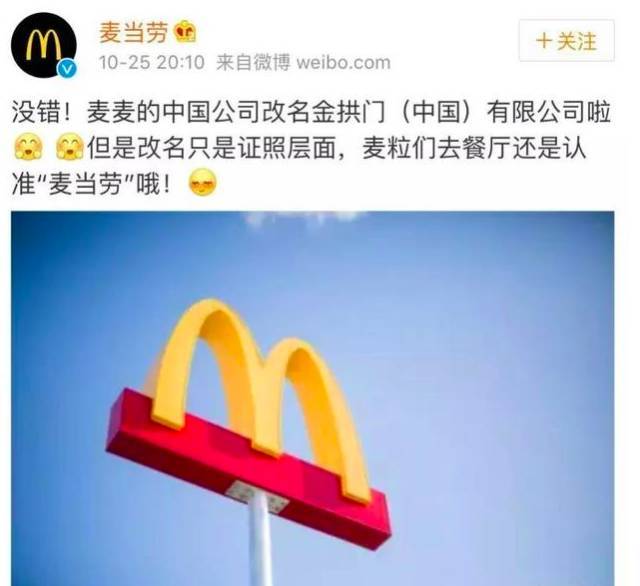 麦当劳
+关注
10-25 20:10 来自微博 weibo.com
没错！麦麦的中国公司改名金拱门（中国）有限公司啦
但是改名只是证照层面，麦粒们去餐厅还是认
准“麦当劳”哦！